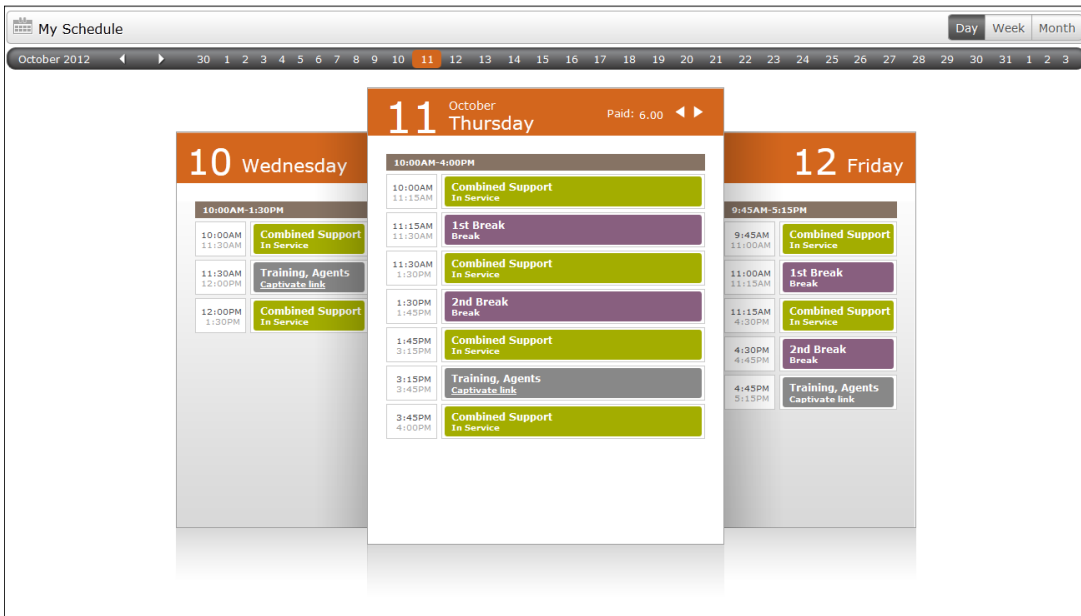 My Schedule
Day Week Month
October 2012 30 1 2 3 4 5 6 7 8 9 10 11 12 13 14 15 16 17 18 19 20 21 22 23 24 25 26 27 28 29 30 31 1 2 3
10 Wednesday
10:00AM-1:30PM
10:00AM
11:30AM
Combined Support
In Service
11:30AM
12:00PM
Training, Agents
Captivate link
12:00PM
1:30PM
Combined Support
In Service
11 October
Thursday
Paid: 6.00
10:00AM-4:00PM
10:00AM
11:15AM
Combined Support
In Service
11:15AM
11:30AM
1st Break
Break
11:30AM
1:30PM
Combined Support
In Service
1:30PM
1:45PM
2nd Break
Break
1:45PM
3:15PM
Combined Support
In Service
3:15PM
3:45PM
Training, Agents
Captivate link
3:45PM
4:00PM
Combined Support
In Service
12 Friday
9:45AM-5:15PM
9:45AM
11:00AM
Combined Support
In Service
11:00AM
11:15AM
1st Break
Break
11:15AM
4:30PM
Combined Support
In Service
4:30PM
4:45PM
2nd Break
Break
4:45PM
5:15PM
Training, Agents
Captivate link